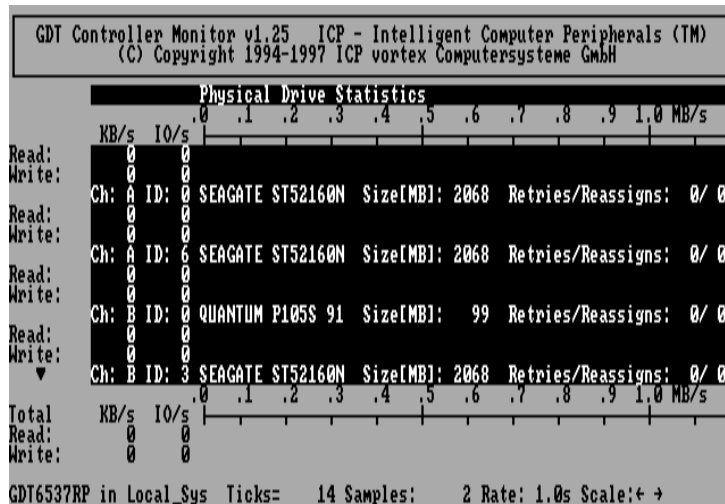 GDT Controller Monitor v1.25 ICP - Intelligent Computer Peripherals (TM)
(C) Copyright 1994-1997 ICP vortex Computersysteme GmbH
Physical Drive Statistics
.0 .1 .2 .3 .4 .5 .6 .7 .8 .9 1.0 MB/s
KB/s IO/s
Read: 0 0
Write: 0 0
Ch: A ID: 0 SEAGATE ST52160N Size[MB]: 2068 Retries/Reassigns: 0/ 0
Read: 0 0
Write: 0 0
Ch: A ID: 6 SEAGATE ST52160N Size[MB]: 2068 Retries/Reassigns: 0/ 0
Read: 0 0
Write: 0 0
Ch: B ID: 0 QUANTUM P105S 91 Size[MB]: 99 Retries/Reassigns: 0/ 0
Read: 0 0
Write: 0 0
▼ Ch: B ID: 3 SEAGATE ST52160N Size[MB]: 2068 Retries/Reassigns: 0/ 0
.0 .1 .2 .3 .4 .5 .6 .7 .8 .9 1.0 MB/s
Total KB/s IO/s
Read: 0 0
Write: 0 0
GDT6537RP in Local_Sys Ticks= 14 Samples: 2 Rate: 1.0s Scale:← →